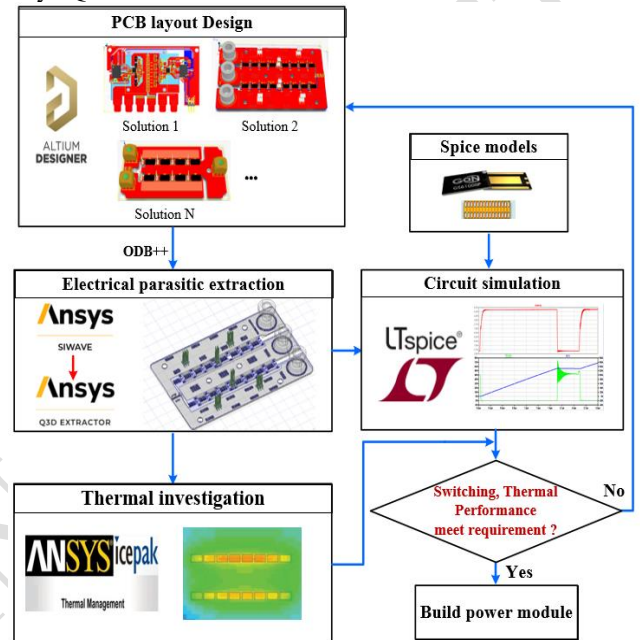 PCB layout Design
ALTIUM
DESIGNER
Solution 1
Solution 2
Solution N
...
Spice models
GaN
ODB++
Electrical parasitic extraction
Ansys
SIWAVE
Ansys
Q3D EXTRACTOR
Circuit simulation
LTspice®
Thermal investigation
ANSYS icepak
Thermal Management
Switching, Thermal
Performance
meet requirement ?
No
Yes
Build power module